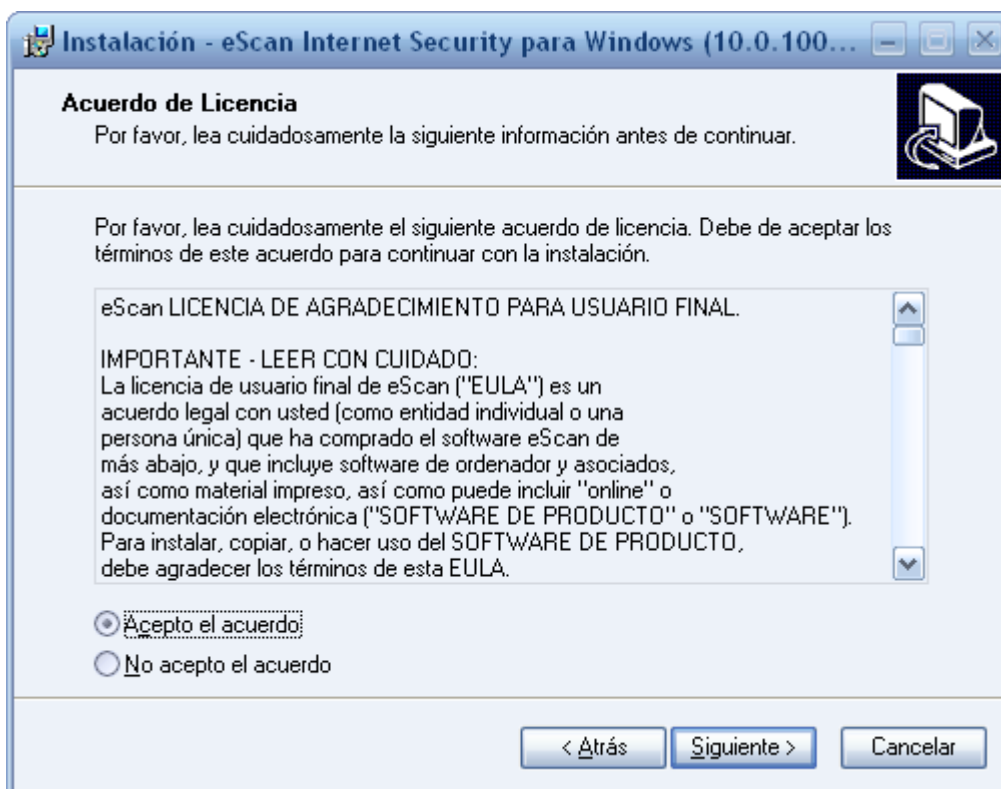 Instalación - eScan Internet Security para Windows (10.0.100...
Acuerdo de Licencia
Por favor, lea cuidadosamente la siguiente información antes de continuar.
Por favor, lea cuidadosamente el siguiente acuerdo de licencia. Debe de aceptar los
términos de este acuerdo para continuar con la instalación.
eScan LICENCIA DE AGRADECIMIENTO PARA USUARIO FINAL.
IMPORTANTE - LEER CON CUIDADO:
La licencia de usuario final de eScan ("EULA") es un
acuerdo legal con usted (como entidad individual o una
persona única) que ha comprado el software eScan de
más abajo, y que incluye software de ordenador y asociados,
así como material impreso, así como puede incluir "online" o
documentación electrónica ("SOFTWARE DE PRODUCTO" o "SOFTWARE").
Para instalar, copiar, o hacer uso del SOFTWARE DE PRODUCTO,
debe agradecer los términos de esta EULA.
Acepto el acuerdo
No acepto el acuerdo
< Atrás Siguiente > Cancelar